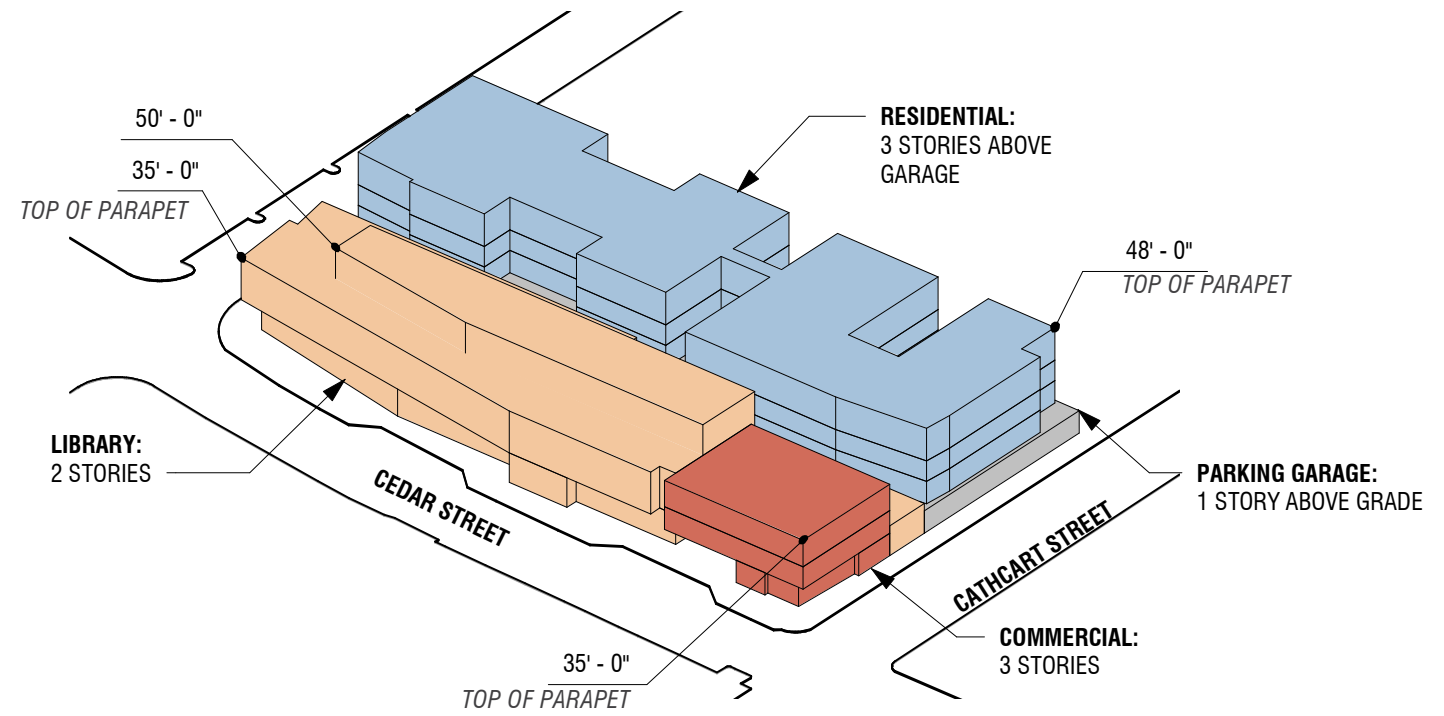 50' - 0"
35' - 0"
TOP OF PARAPET
RESIDENTIAL:
3 STORIES ABOVE
GARAGE
48' - 0"
TOP OF PARAPET
LIBRARY:
2 STORIES
CEDAR STREET
PARKING GARAGE:
1 STORY ABOVE GRADE
CATHCART STREET
COMMERCIAL:
3 STORIES
35' - 0"
TOP OF PARAPET